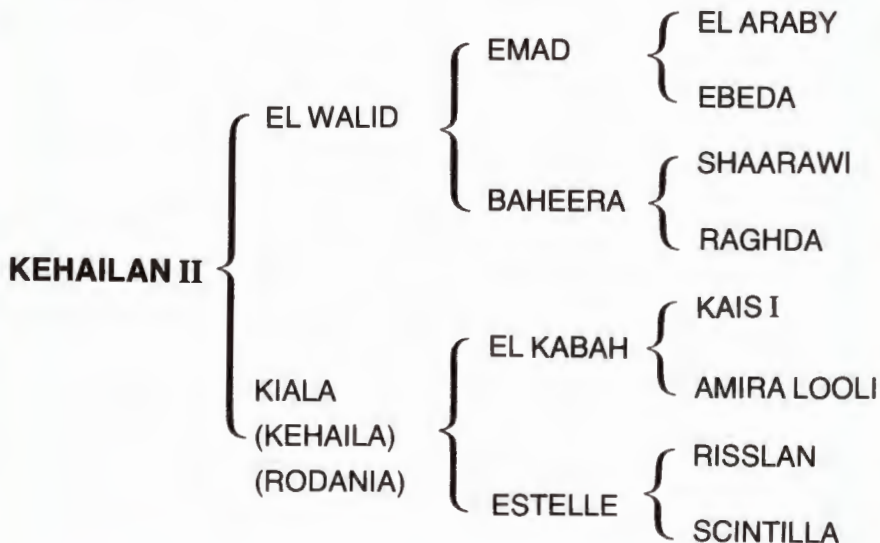 EL ARABY
EMAD
EBEDA
EL WALID
SHAARAWI
BAHEERA
RAGHDA
KEHAILAN II
KAIS I
EL KABAH
AMIRA LOOLI
KIALA
(KEHAILA)
(RODANIA)
RISSLAN
ESTELLE
SCINTILLA